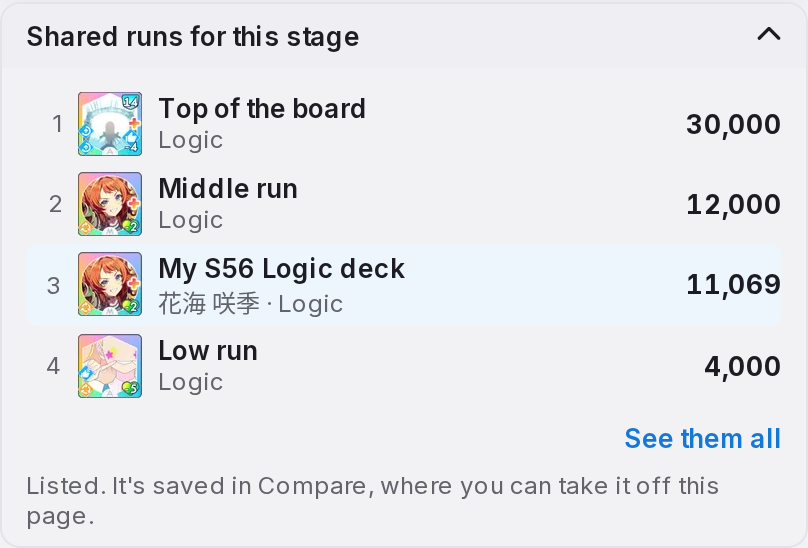 Shared runs for this stage
1
Top of the board
Logic
30,000
2
Middle run
Logic
12,000
3
My S56 Logic deck
花海 咲季 · Logic
11,069
4
Low run
Logic
4,000
See them all
Listed. It's saved in Compare, where you can take it off this
page.